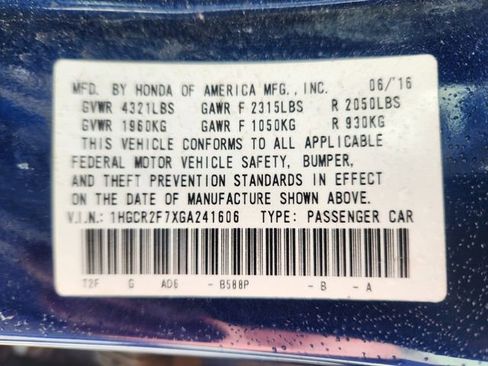 MFD. BY HONDA OF AMERICA MFG., INC. 06/'16
GVWR 4321LBS GAWR F 2315LBS R 2050LBS
GVWR 1960KG GAWR F 1050KG R 930KG
THIS VEHICLE CONFORMS TO ALL APPLICABLE
FEDERAL MOTOR VEHICLE SAFETY, BUMPER,
AND THEFT PREVENTION STANDARDS IN EFFECT
ON THE DATE OF MANUFACTURE SHOWN ABOVE.
V.I.N.: 1HGCR2F7XGA241606 TYPE: PASSENGER CAR
T2F G AD6 - B588P - B - A